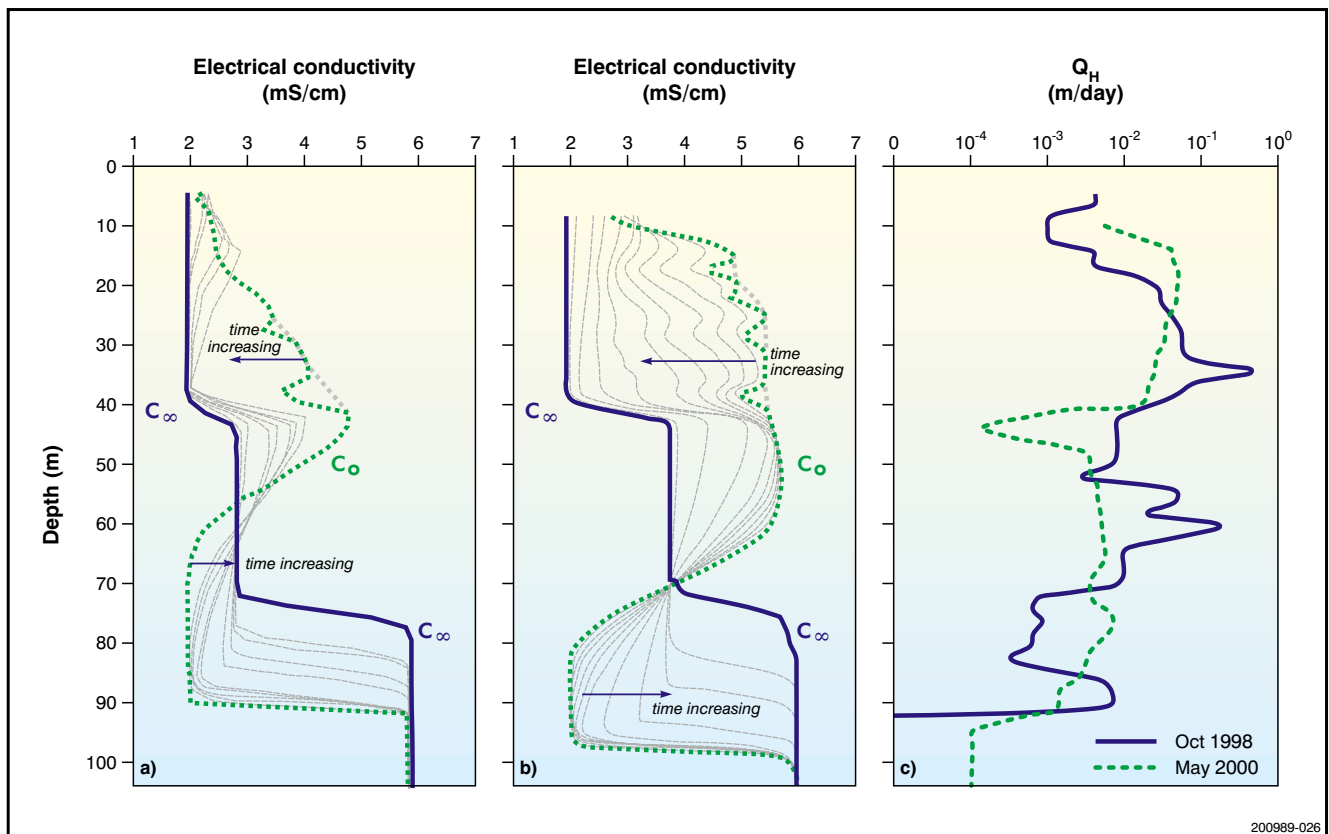 Electrical conductivity
(mS/cm)
Electrical conductivity
(mS/cm)
Q_H
(m/day)
1 2 3 4 5 6 7
1 2 3 4 5 6 7
0 10⁻⁴ 10⁻³ 10⁻² 10⁻¹ 10⁰
Depth (m)
0
10
20
30
40
50
60
70
80
90
100
time
increasing
C∞
Co
time increasing
C∞
a)
time
increasing
C∞
Co
C∞
time increasing
b)
Oct 1998
May 2000
c)
200989-026